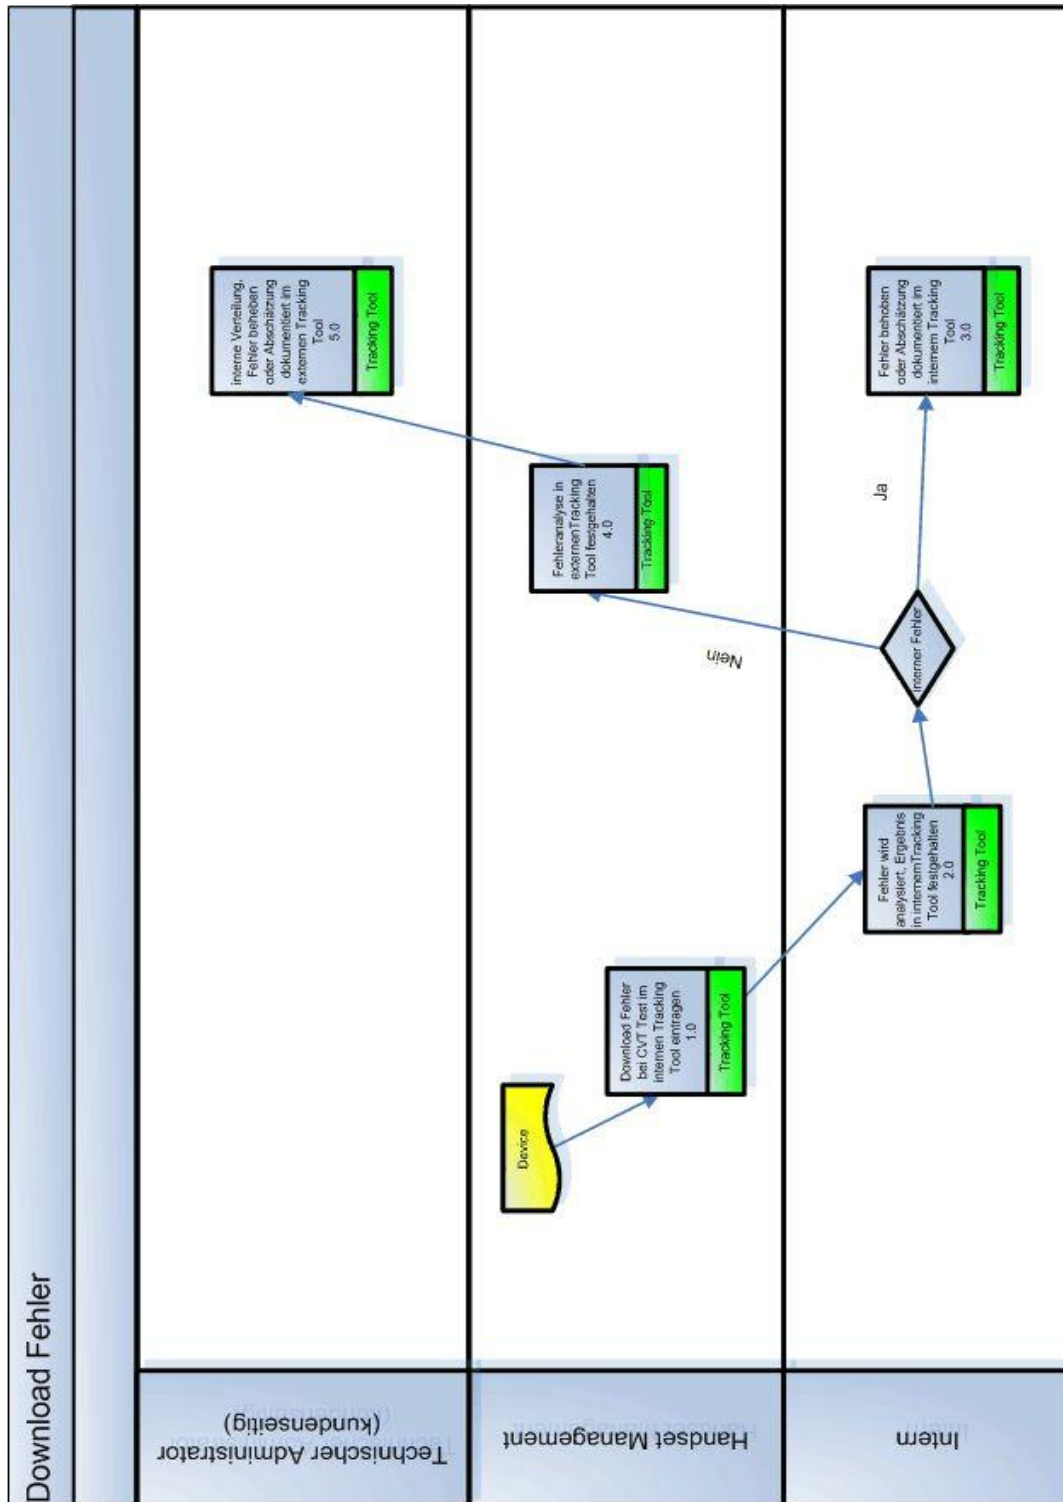 Download Fehler
Technischer Administrator
(kundenseitig)
interne Verteilung,
Fehler beheben
oder Abschätzung
dokumentiert im
externen Tracking
Tool
5.0
Tracking Tool
Handset Management
Device
Download Fehler
bei CVT Test im
internen Tracking
Tool eintragen
1.0
Tracking Tool
Fehleranalyse in
externenTracking
Tool festgehalten
4.0
Tracking Tool
Nein
Intern
Fehler wird
analysiert, Ergebnis
in internemTracking
Tool festgehalten
2.0
Tracking Tool
Interner Fehler
Ja
Fehler behoben
oder Abschätzung
dokumentiert im
internem Tracking
Tool
3.0
Tracking Tool